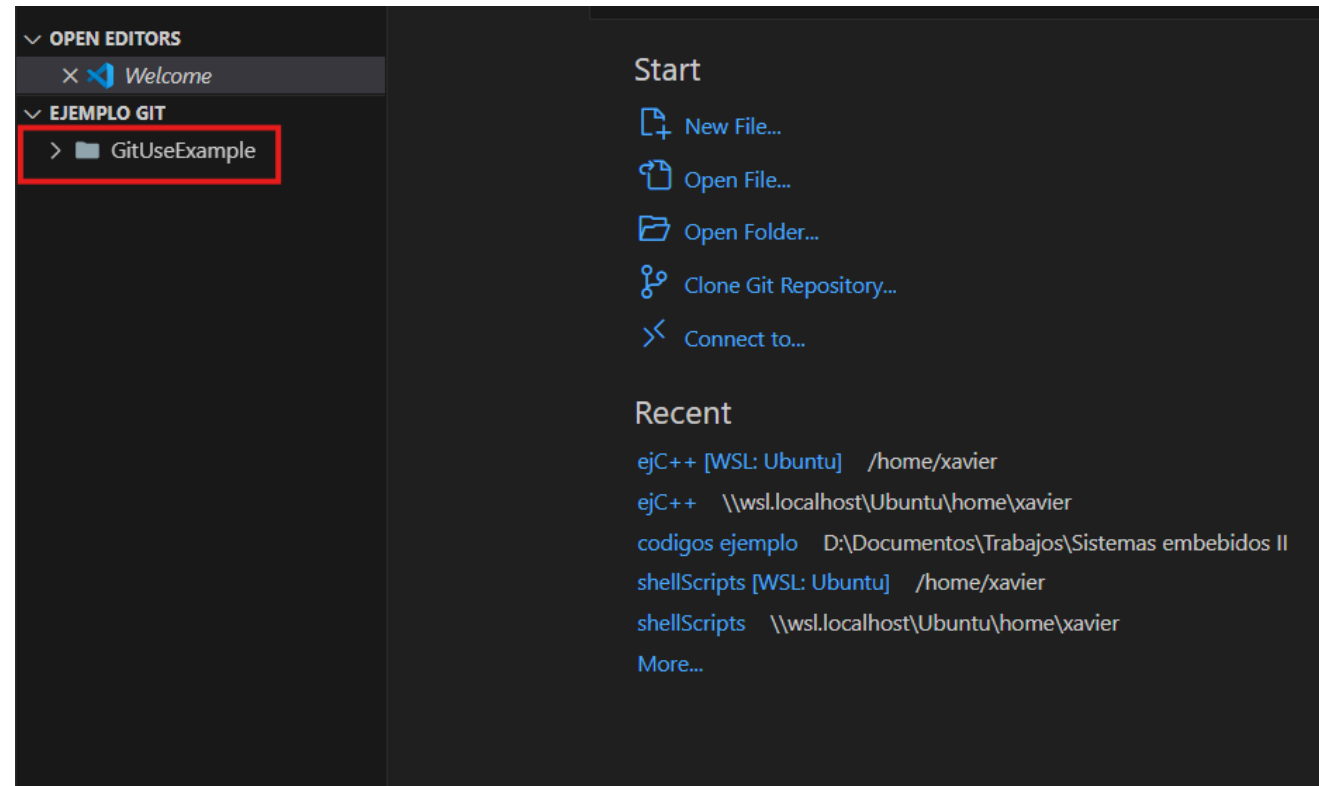 OPEN EDITORS
Welcome
EJEMPLO GIT
GitUseExample
Start
New File...
Open File...
Open Folder...
Clone Git Repository...
Connect to...
Recent
ejC++ [WSL: Ubuntu] /home/xavier
ejC++ \\wsl.localhost\Ubuntu\home\xavier
codigos ejemplo D:\Documentos\Trabajos\Sistemas embebidos II
shellScripts [WSL: Ubuntu] /home/xavier
shellScripts \\wsl.localhost\Ubuntu\home\xavier
More...